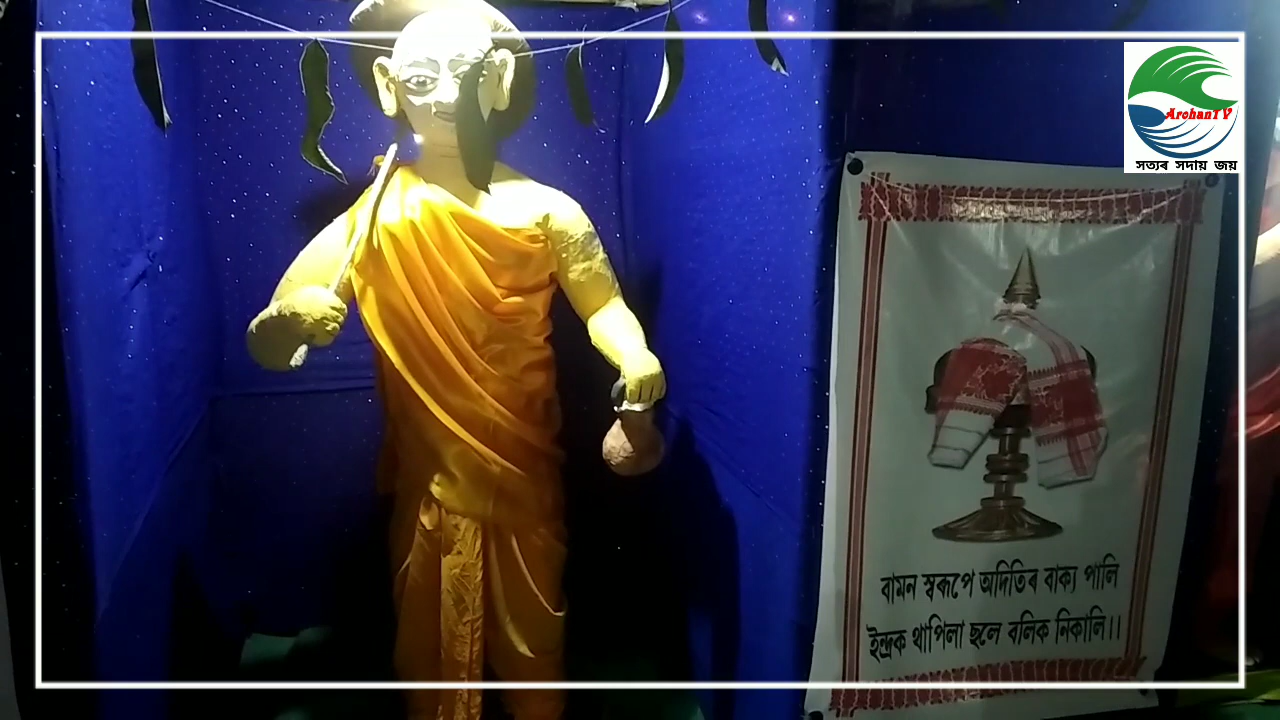 ArohanTV
সত্যৰ সদায় জয়
বামন স্বৰূপে অদিতিৰ বাক্য পালি
ইন্দ্ৰক থাপিলা ছলে বলিক নিকালি।।